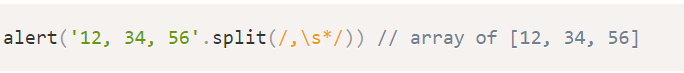 alert('12, 34, 56'.split(/,\s*/)) // array of [12, 34, 56]